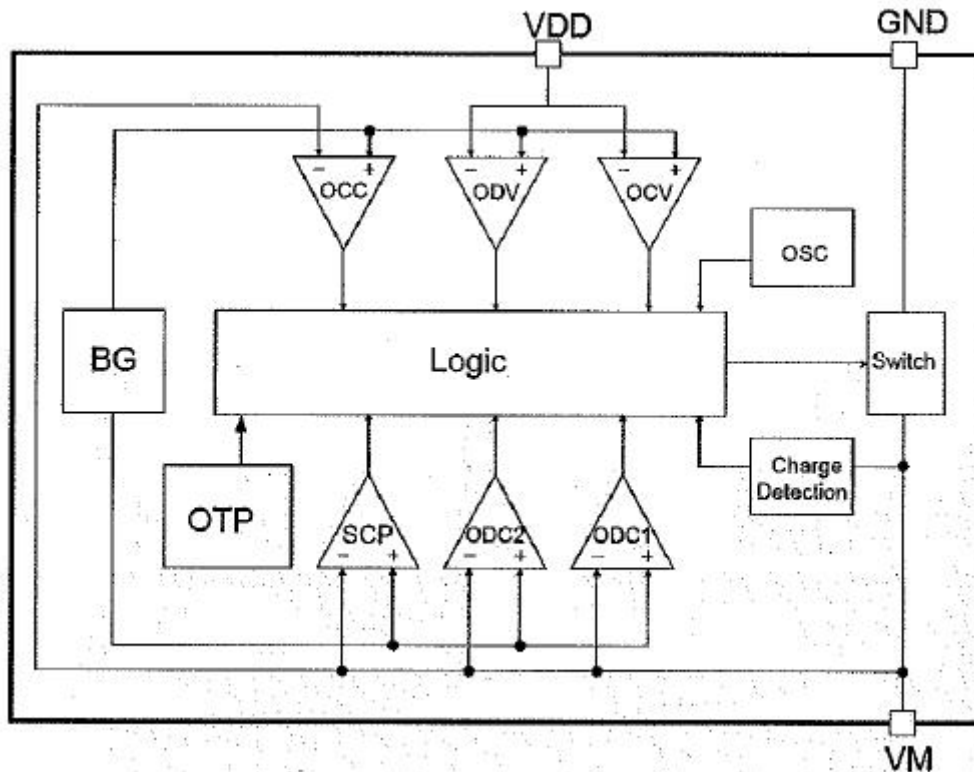 VDD GND
- + - + - +
OCC ODV OCV
OSC
BG Logic Switch
Charge
Detection
OTP
SCP ODC2 ODC1
- + - + - +
VM